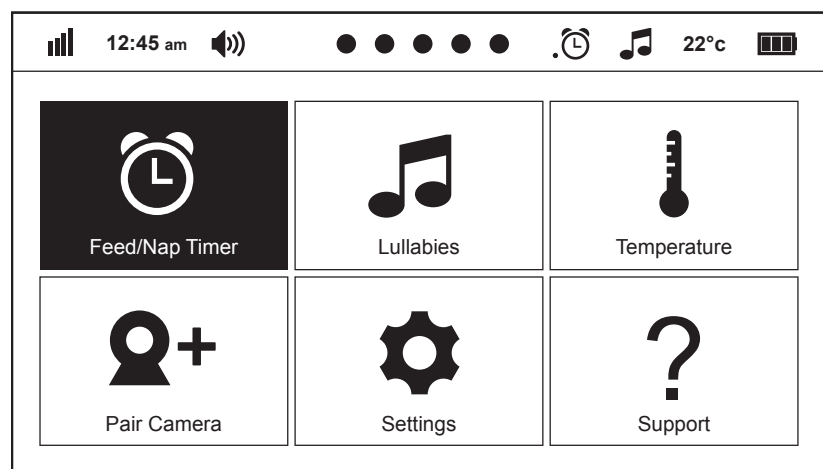 12:45 am 22°c
Feed/Nap Timer Lullabies Temperature
Pair Camera Settings Support